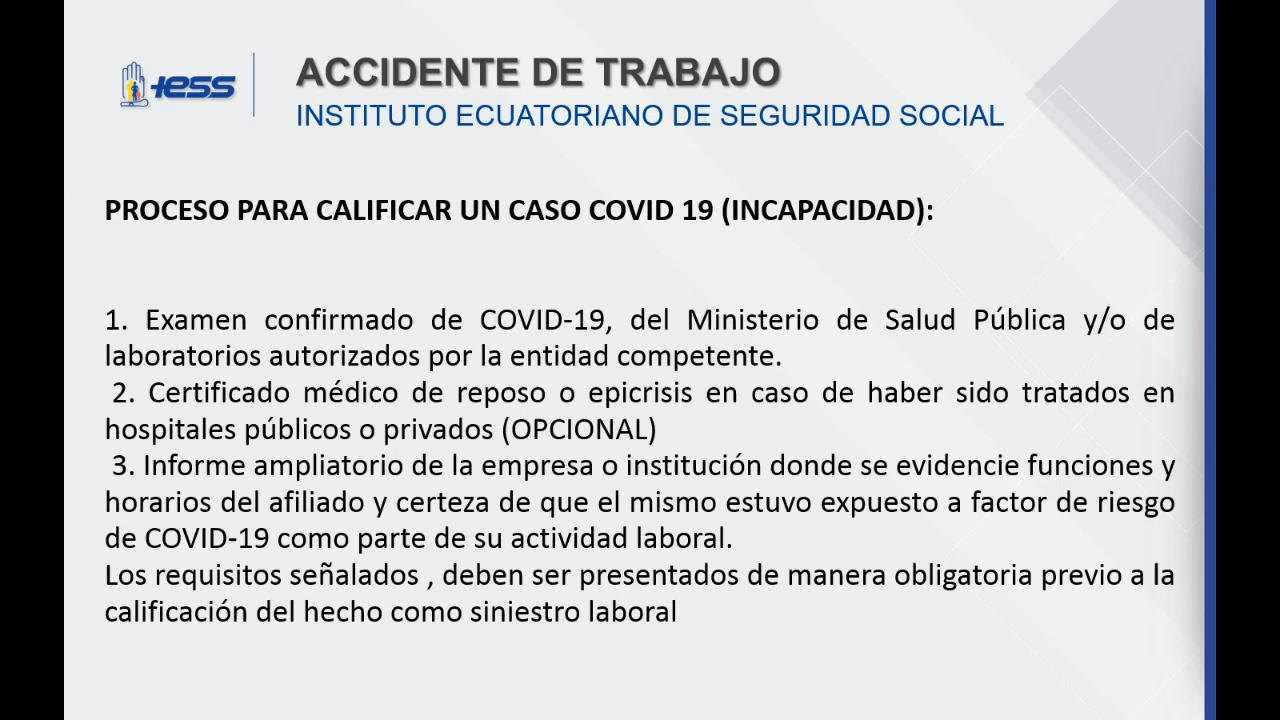 IESS
ACCIDENTE DE TRABAJO
INSTITUTO ECUATORIANO DE SEGURIDAD SOCIAL
PROCESO PARA CALIFICAR UN CASO COVID 19 (INCAPACIDAD):
1. Examen confirmado de COVID-19, del Ministerio de Salud Pública y/o de
laboratorios autorizados por la entidad competente.
2. Certificado médico de reposo o epicrisis en caso de haber sido tratados en
hospitales públicos o privados (OPCIONAL)
3. Informe ampliatorio de la empresa o institución donde se evidencie funciones y
horarios del afiliado y certeza de que el mismo estuvo expuesto a factor de riesgo
de COVID-19 como parte de su actividad laboral.
Los requisitos señalados , deben ser presentados de manera obligatoria previo a la
calificación del hecho como siniestro laboral